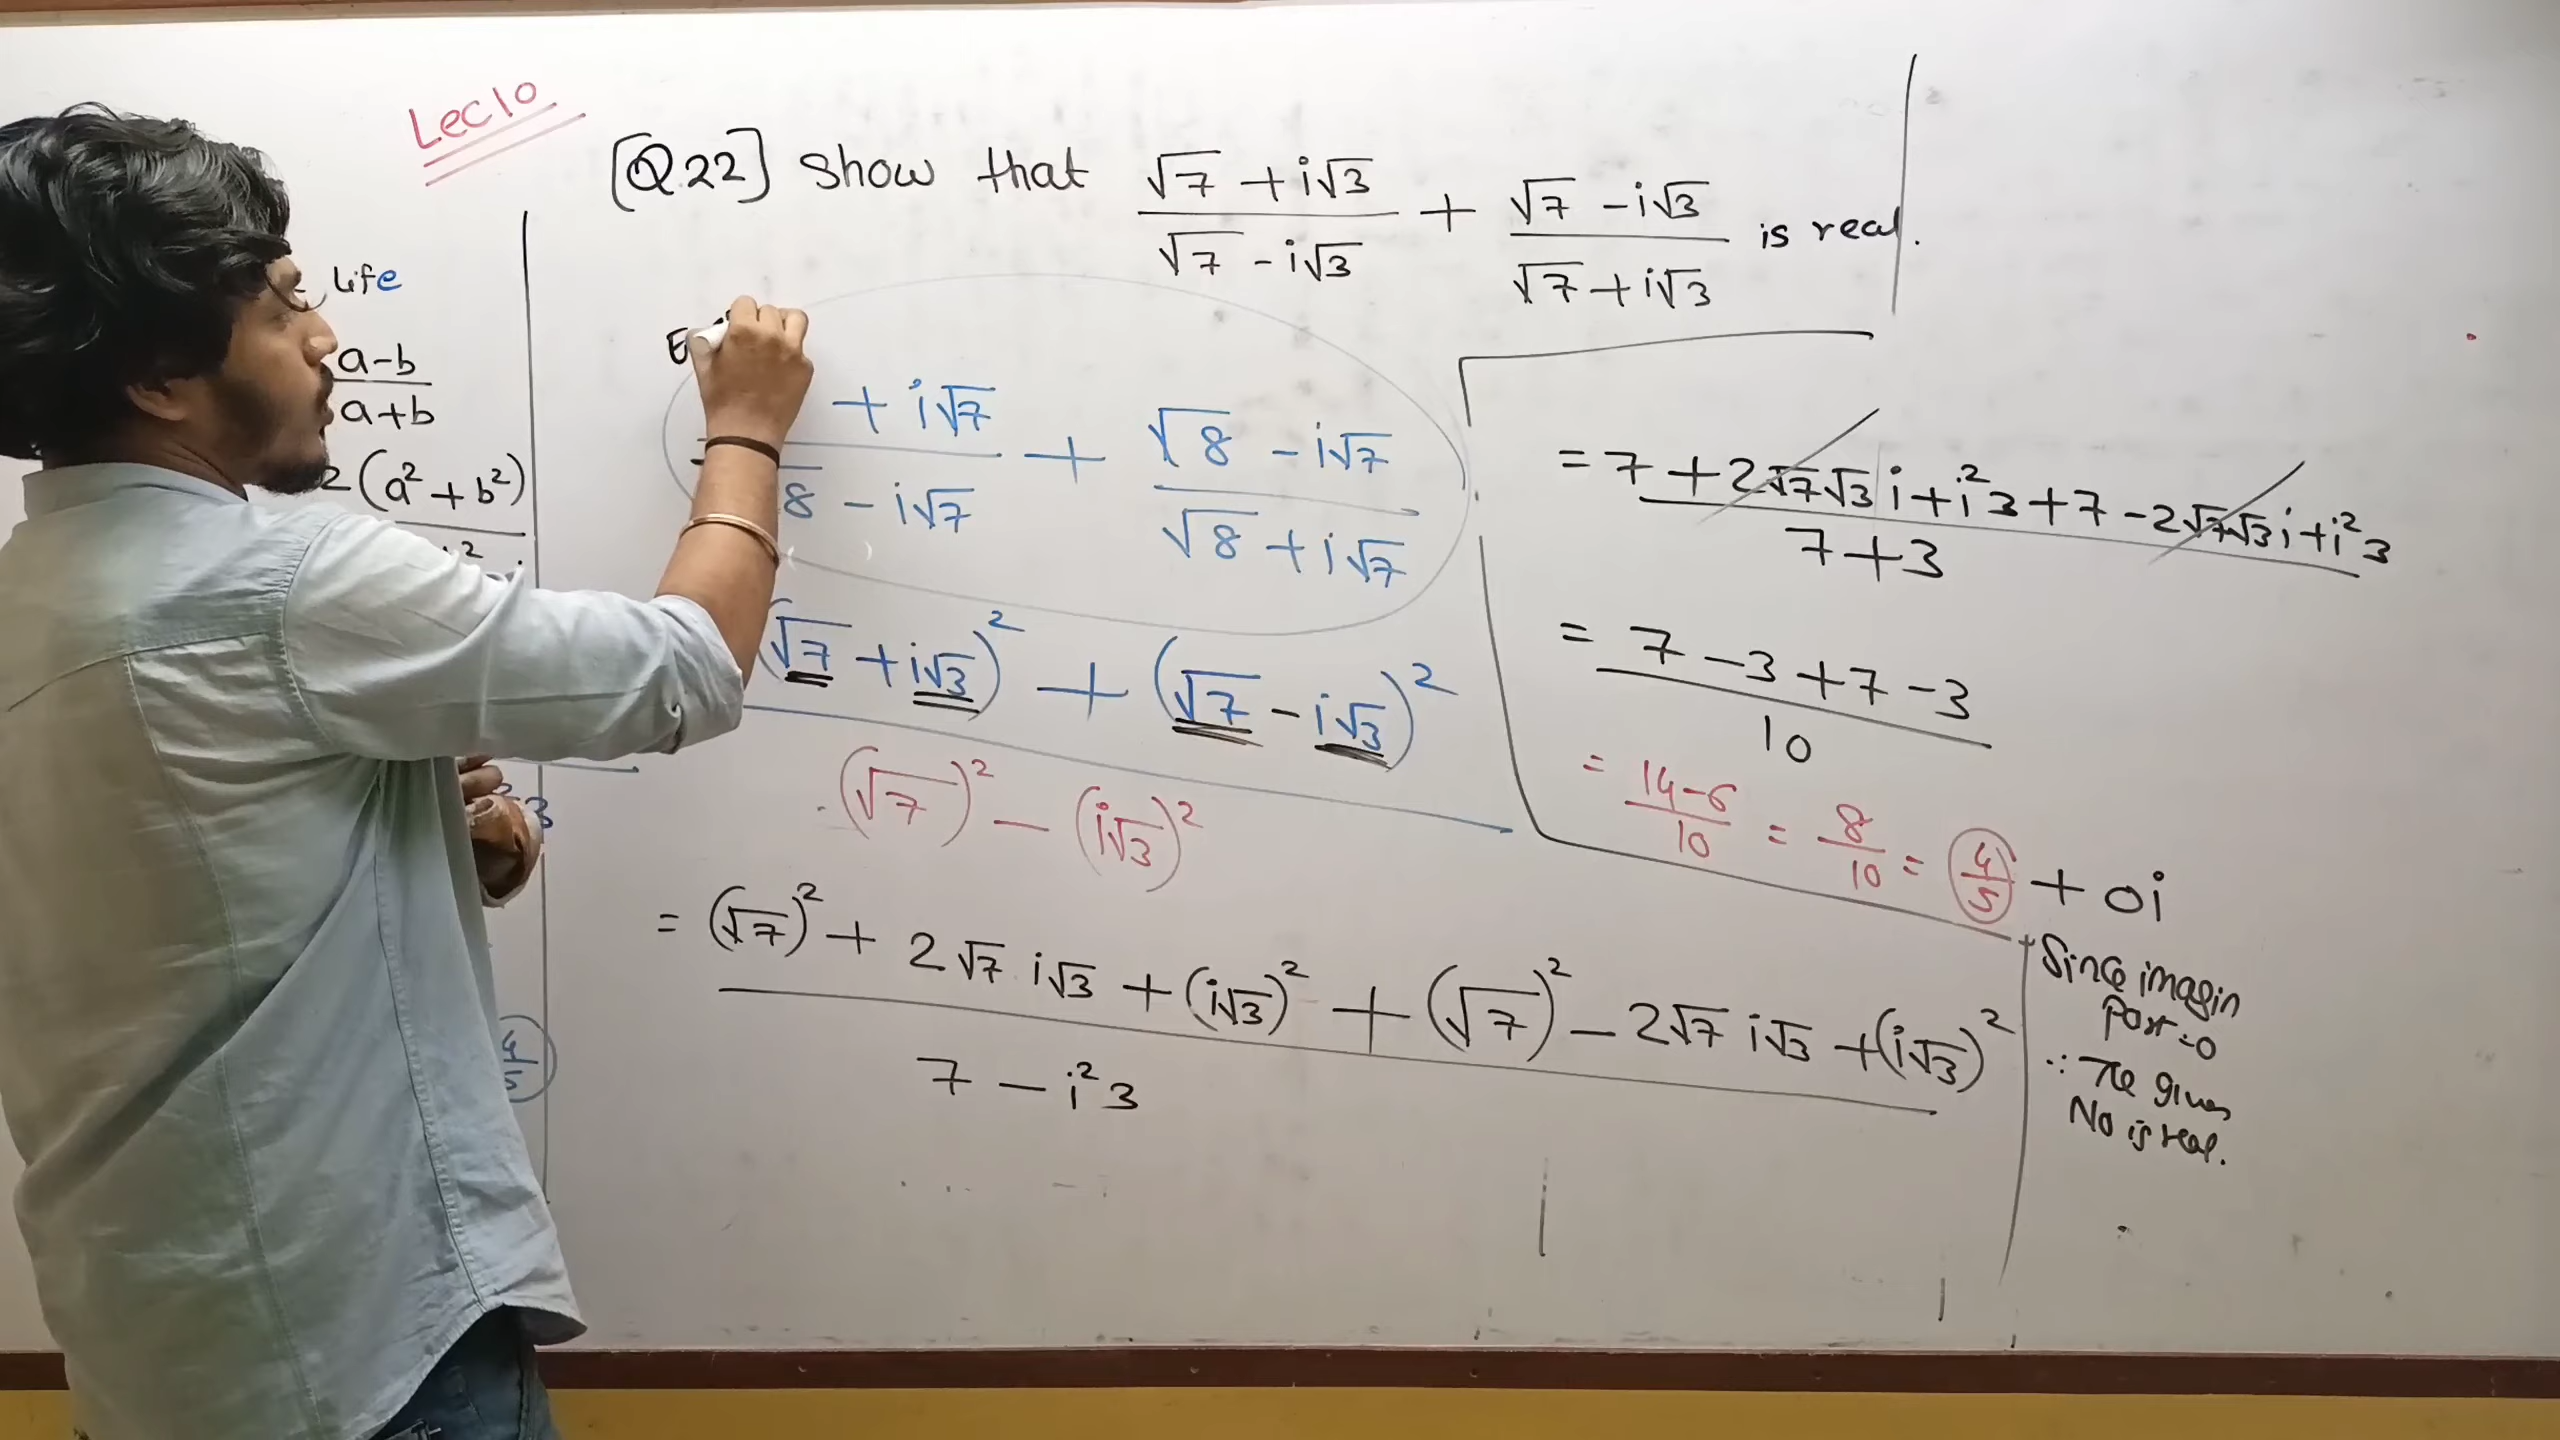 Lec10
[Q.22] Show that √7 + i√3 / √7 - i√3 + √7 - i√3 / √7 + i√3 is real.
Life
a-b
a+b
2(a² + b²)
+ i√7 / 8 - i√7 + √8 - i√7 / √8 + i√7
(√7 + i√3)² + (√7 - i√3)²
(√7)² - (i√3)²
= (√7)² + 2√7 i√3 + (i√3)² + (√7)² - 2√7 i√3 + (i√3)²
7 - i²3
= 7 + 2√7√3 i + i²3 + 7 - 2√7√3 i + i²3
7 + 3
= 7 - 3 + 7 - 3
10
= 14-6 / 10 = 8 / 10 = 4 / 5 + 0i
Since imagin
Part = 0
∵ The given
No is real.
4
5